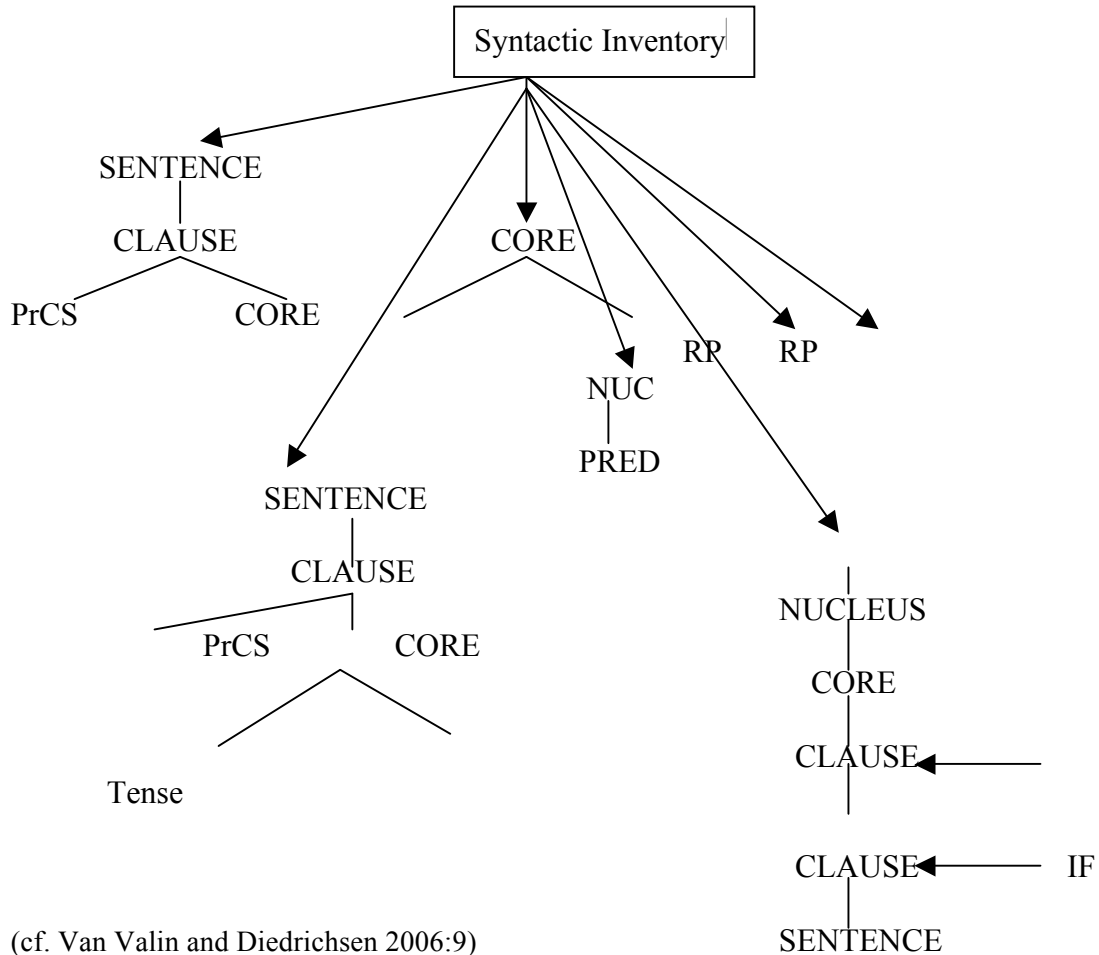 Syntactic Inventory
SENTENCE
CLAUSE CORE
PrCS CORE
RP RP
NUC
PRED
SENTENCE
CLAUSE
NUCLEUS
PrCS CORE
CORE
CLAUSE
Tense
CLAUSE IF
(cf. Van Valin and Diedrichsen 2006:9) SENTENCE